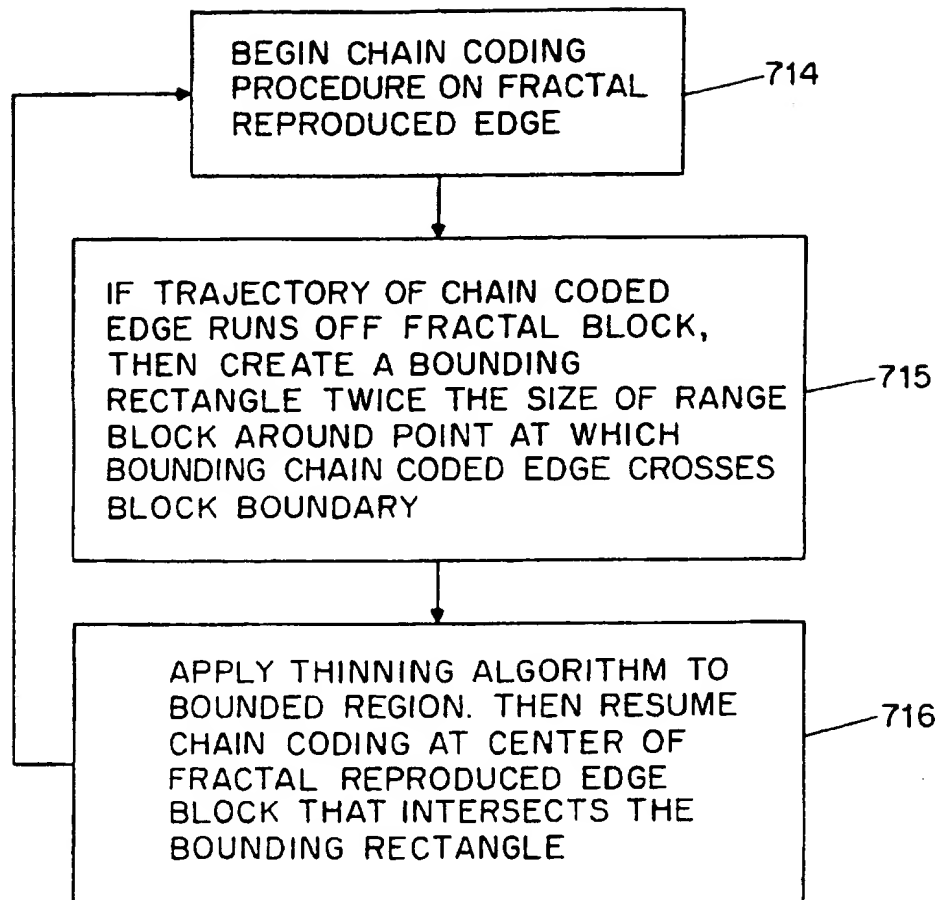 BEGIN CHAIN CODING
PROCEDURE ON FRACTAL
REPRODUCED EDGE
714
IF TRAJECTORY OF CHAIN CODED
EDGE RUNS OFF FRACTAL BLOCK,
THEN CREATE A BOUNDING
RECTANGLE TWICE THE SIZE OF RANGE
BLOCK AROUND POINT AT WHICH
BOUNDING CHAIN CODED EDGE CROSSES
BLOCK BOUNDARY
715
APPLY THINNING ALGORITHM TO
BOUNDED REGION. THEN RESUME
CHAIN CODING AT CENTER OF
FRACTAL REPRODUCED EDGE
BLOCK THAT INTERSECTS THE
BOUNDING RECTANGLE
716